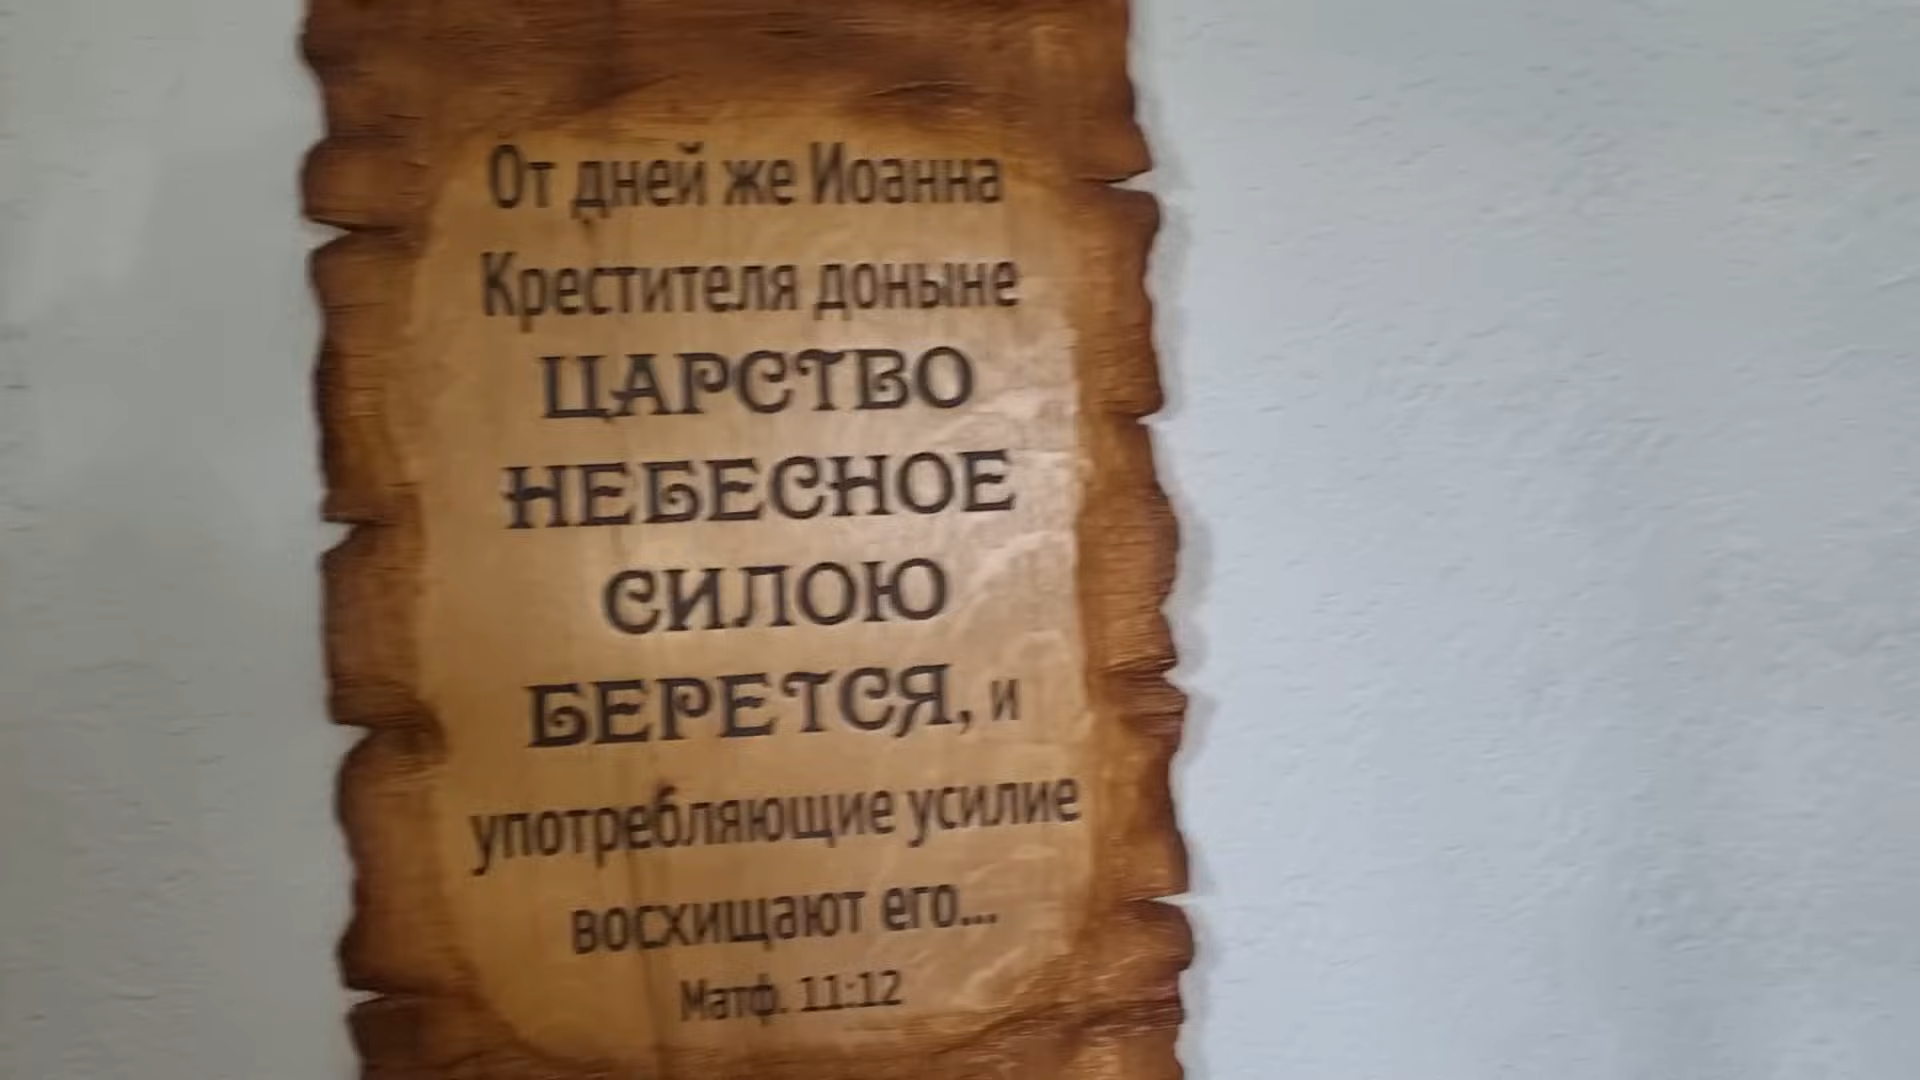 От дней же Иоанна
Крестителя доныне
ЦАРСТВО
НЕБЕСНОЕ
СИЛОЮ
БЕРЕТСЯ, и
употребляющие усилие
восхищают его...
Матф. 11:12